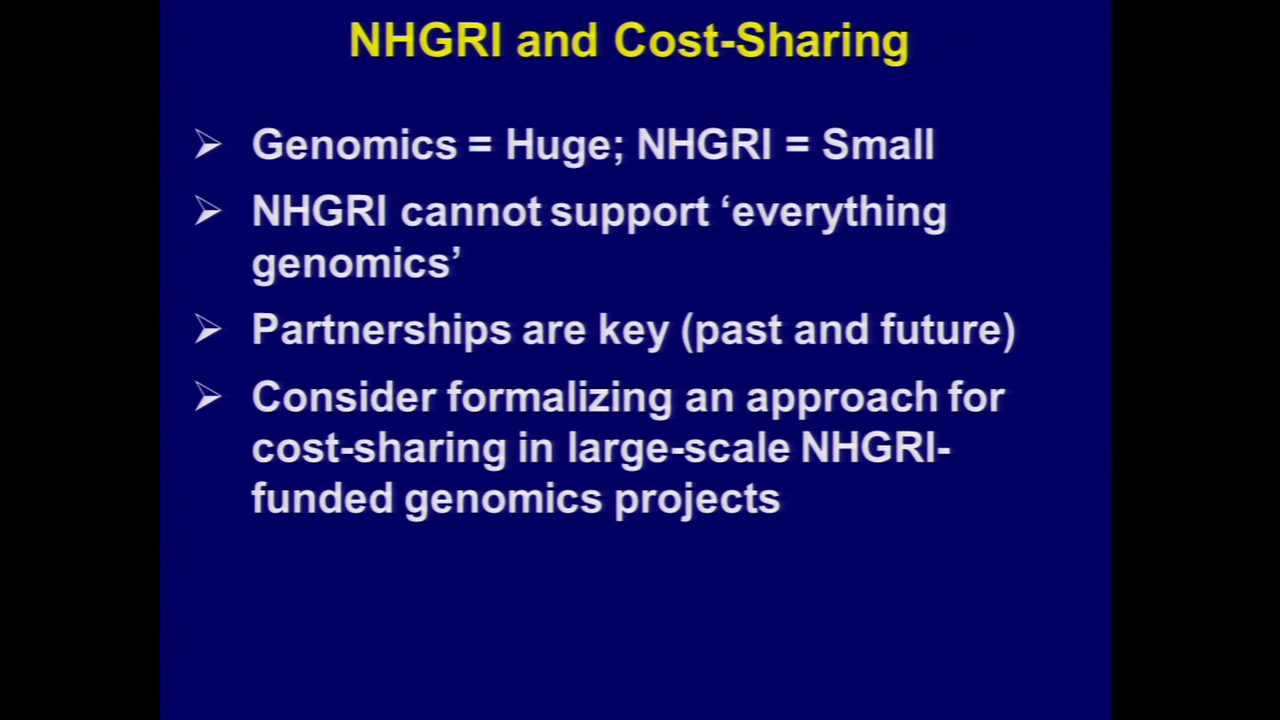 NHGRI and Cost-Sharing
Genomics = Huge; NHGRI = Small
NHGRI cannot support ‘everything
genomics’
Partnerships are key (past and future)
Consider formalizing an approach for
cost-sharing in large-scale NHGRI-
funded genomics projects